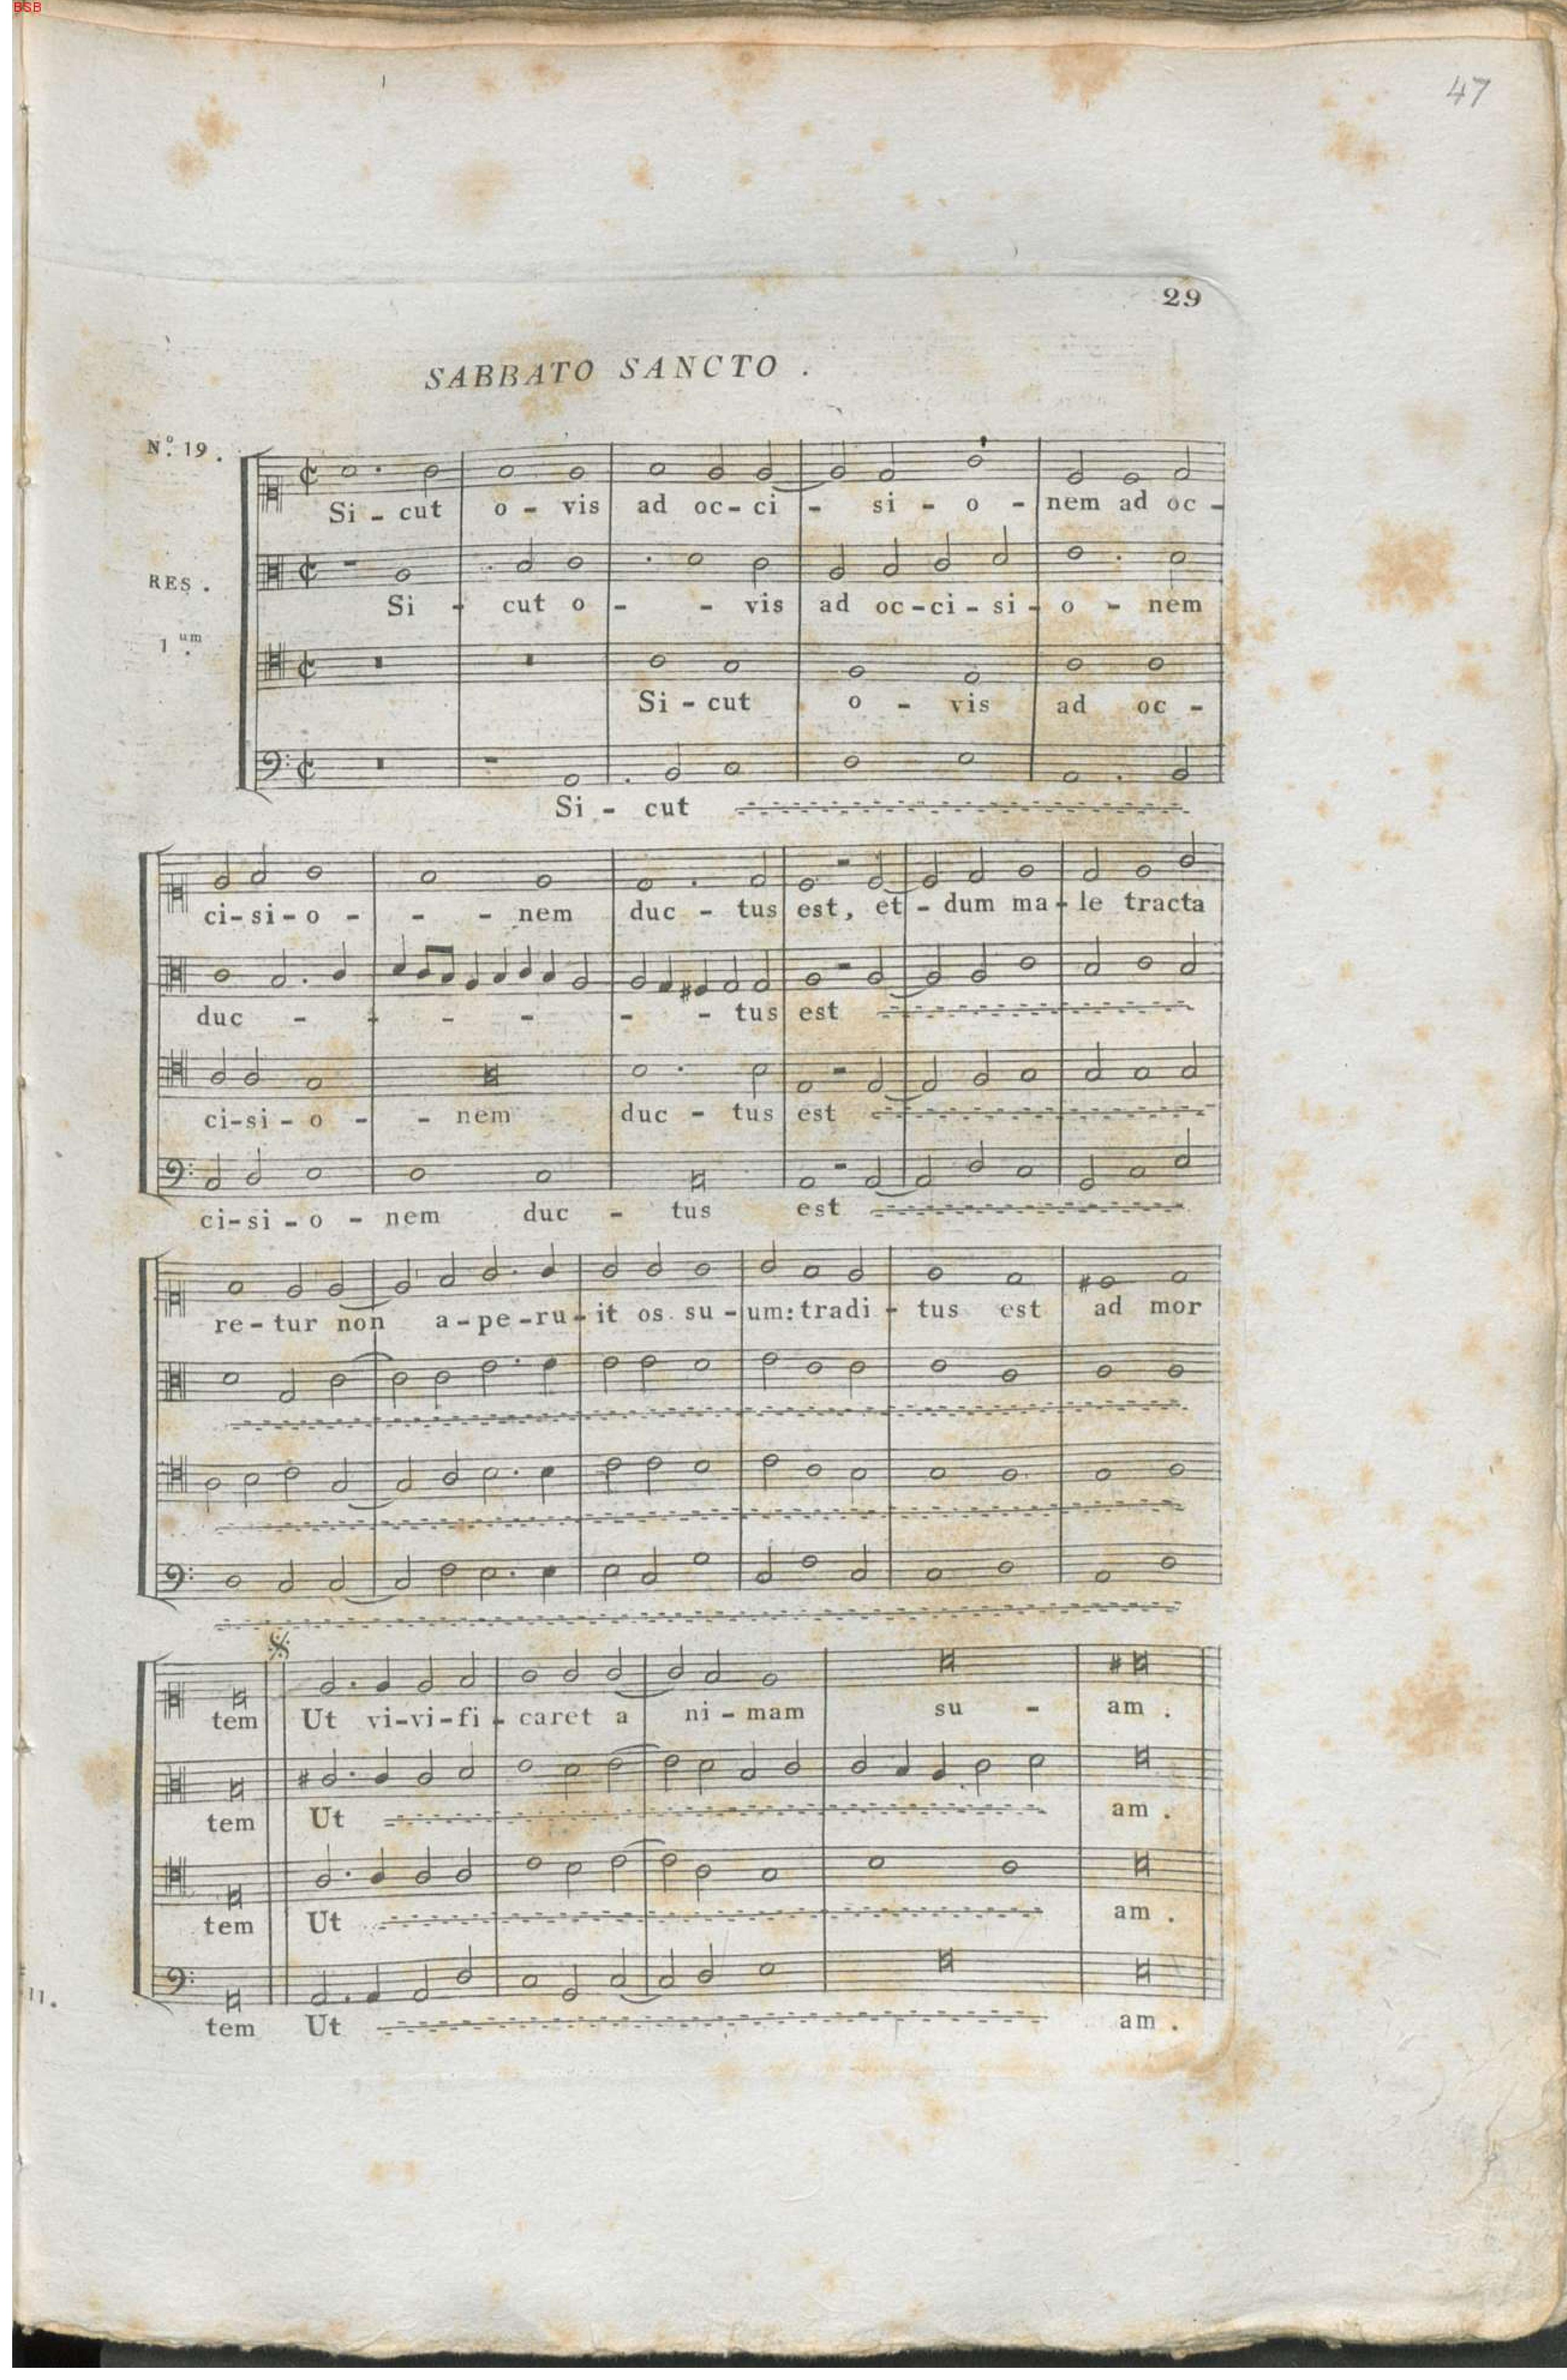 BSB
47
29
SABBATO SANCTO .
Nº. 19 .
Si - cut o - vis ad oc - ci - si - o - nem ad oc -
RES .
Si - cut o - - vis ad oc - ci - si - o - nem
1 um.
Si - cut o - vis ad oc -
Si - cut
ci - si - o - - - nem duc - tus est, et - dum ma - le tracta
duc - - - - - - - tus est
ci - si - o - - nem duc - tus est
ci - si - o - nem duc - tus est
re - tur non a - pe - ru - it os su - um: tradi - tus est ad mor
tem Ut vi - vi - fi - caret a ni - mam su - am .
tem Ut am .
tem Ut am .
11.
tem Ut am .